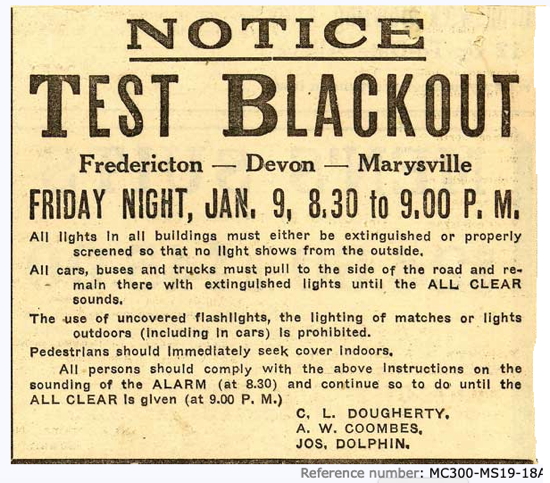 NOTICE
TEST BLACKOUT
Fredericton — Devon — Marysville
FRIDAY NIGHT, JAN. 9, 8.30 to 9.00 P. M.
All lights in all buildings must either be extinguished or properly
screened so that no light shows from the outside.
All cars, buses and trucks must pull to the side of the road and re-
main there with extinguished lights until the ALL CLEAR
sounds.
The use of uncovered flashlights, the lighting of matches or lights
outdoors (including in cars) is prohibited.
Pedestrians should immediately seek cover indoors.
All persons should comply with the above instructions on the
sounding of the ALARM (at 8.30) and continue so to do until the
ALL CLEAR is given (at 9.00 P. M.)
C. L. DOUGHERTY.
A. W. COOMBES.
JOS. DOLPHIN.
Reference number: MC300-MS19-18A